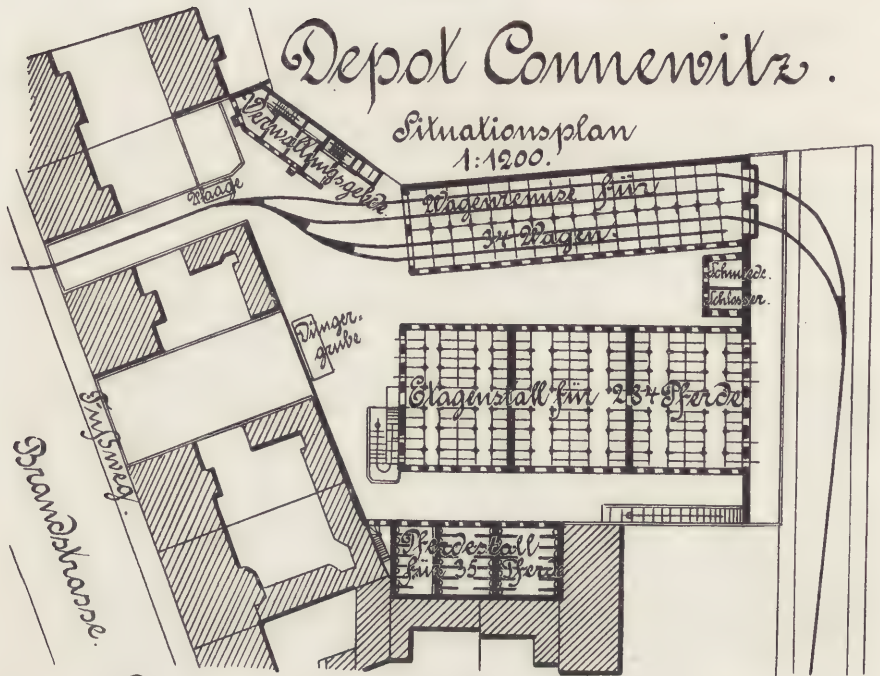 Depot Connewitz.
Situationsplan
1:1200.
Verwaltungsgebde.
Waage
Wagenremise für
34 Wagen.
Schmiede.
Schlosser.
Dünger-
grube
Etagenstall für 234 Pferde
Fußweg.
Brandstrasse.
Pferdestall
für 35 Pferde